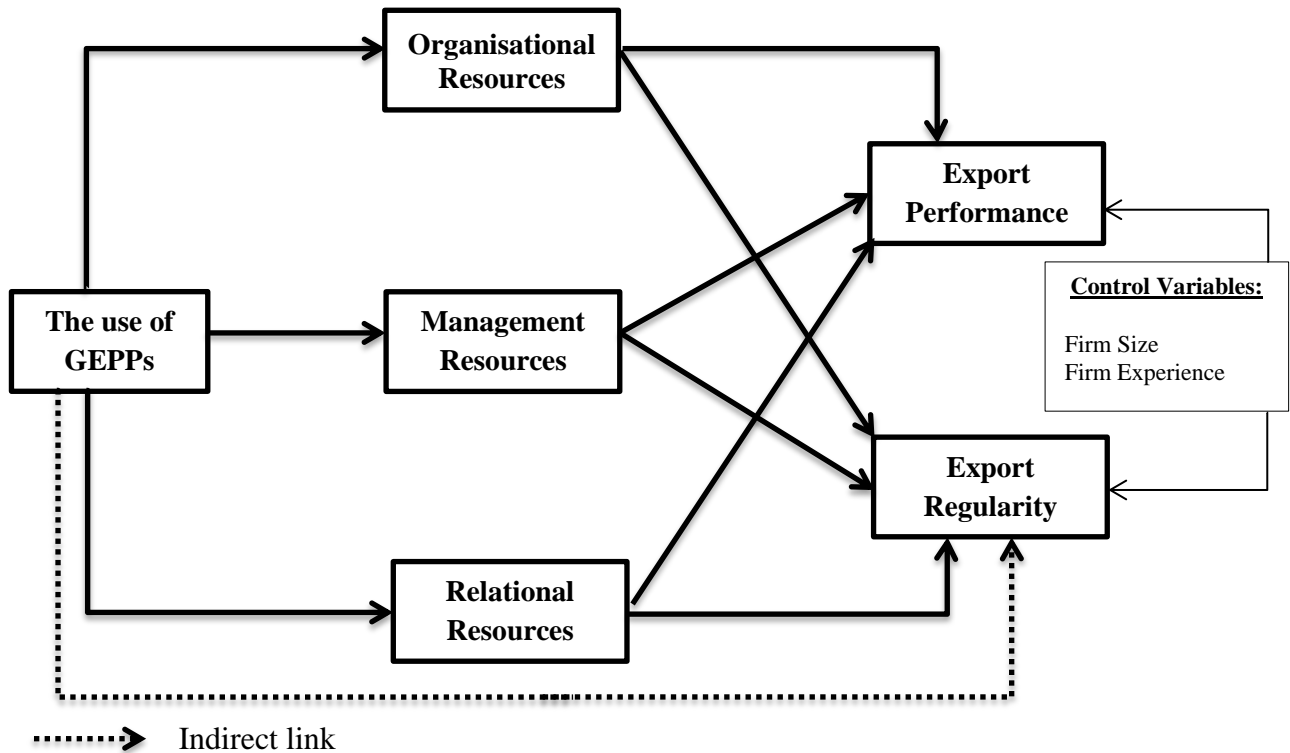 Organisational
Resources
Export
Performance
Control Variables:
Firm Size
Firm Experience
The use of
GEPPs
Management
Resources
Export
Regularity
Relational
Resources
Indirect link